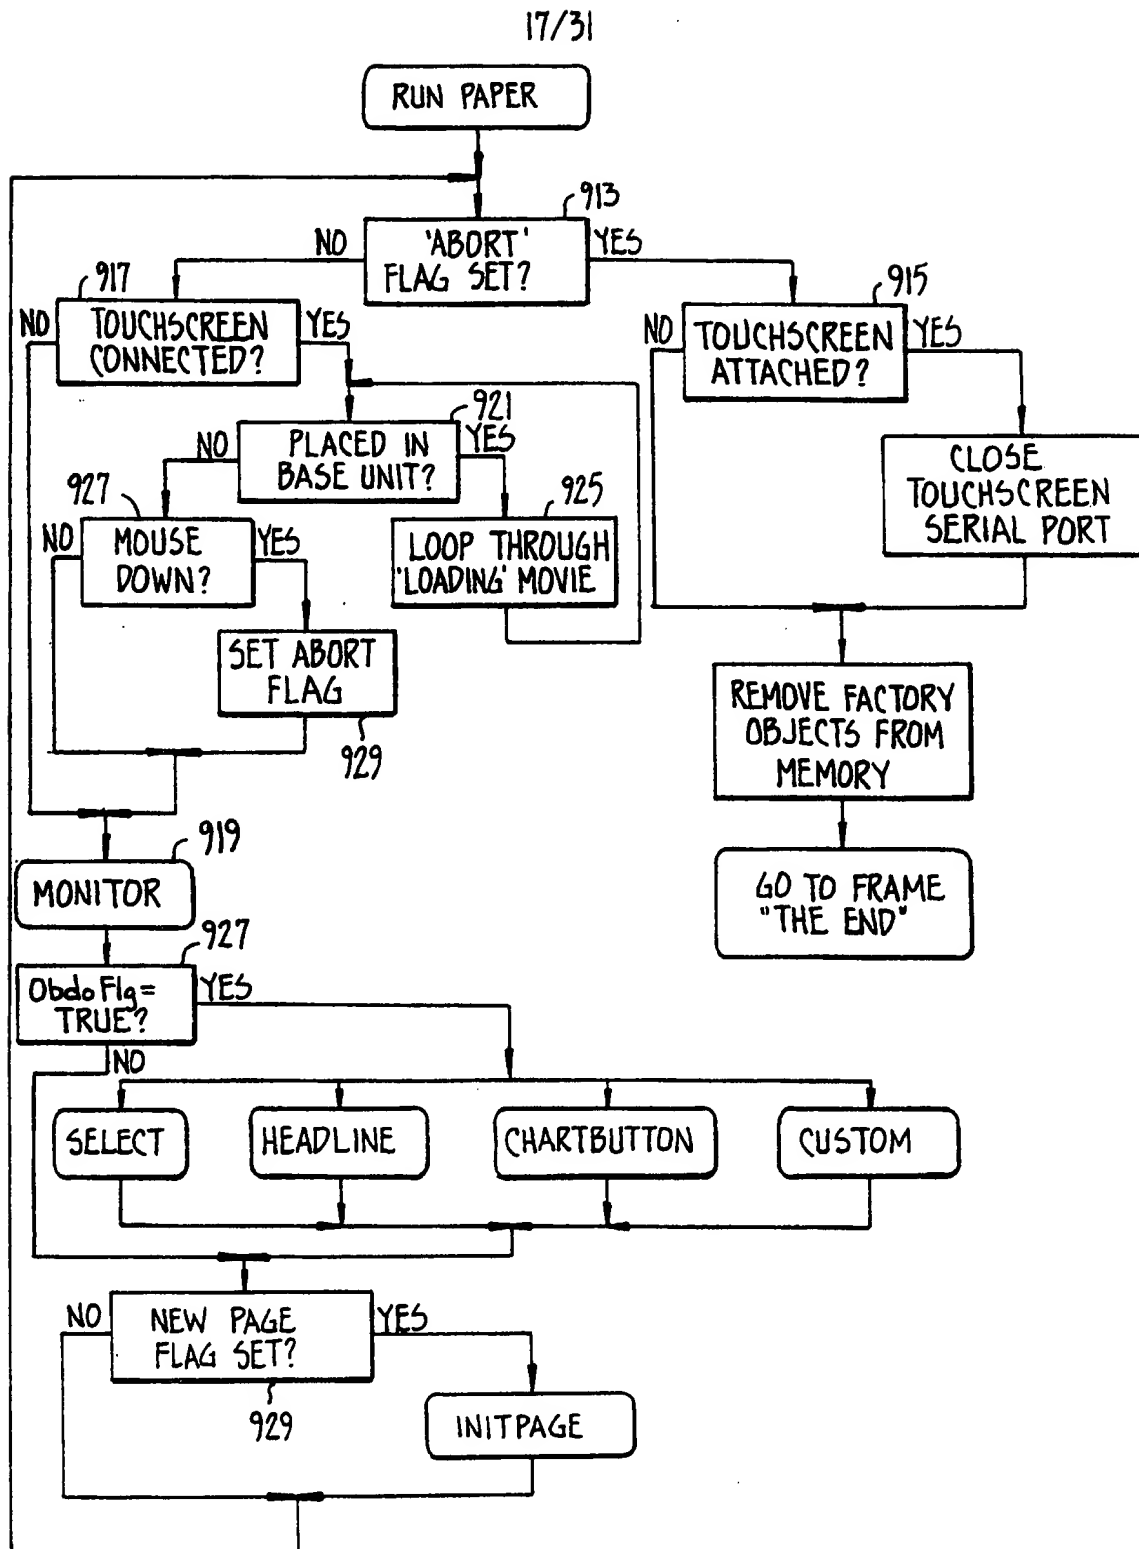 17/31
RUN PAPER
913
'ABORT'
FLAG SET?
NO
YES
917
TOUCHSCREEN
CONNECTED?
NO
YES
915
TOUCHSCREEN
ATTACHED?
NO
YES
921
PLACED IN
BASE UNIT?
NO
YES
CLOSE
TOUCHSCREEN
SERIAL PORT
927
MOUSE
DOWN?
NO
YES
925
LOOP THROUGH
'LOADING' MOVIE
SET ABORT
FLAG
929
REMOVE FACTORY
OBJECTS FROM
MEMORY
GO TO FRAME
"THE END"
919
MONITOR
927
ObdoFlg=
TRUE?
YES
NO
SELECT
HEADLINE
CHARTBUTTON
CUSTOM
NO
NEW PAGE
FLAG SET?
YES
929
INITPAGE